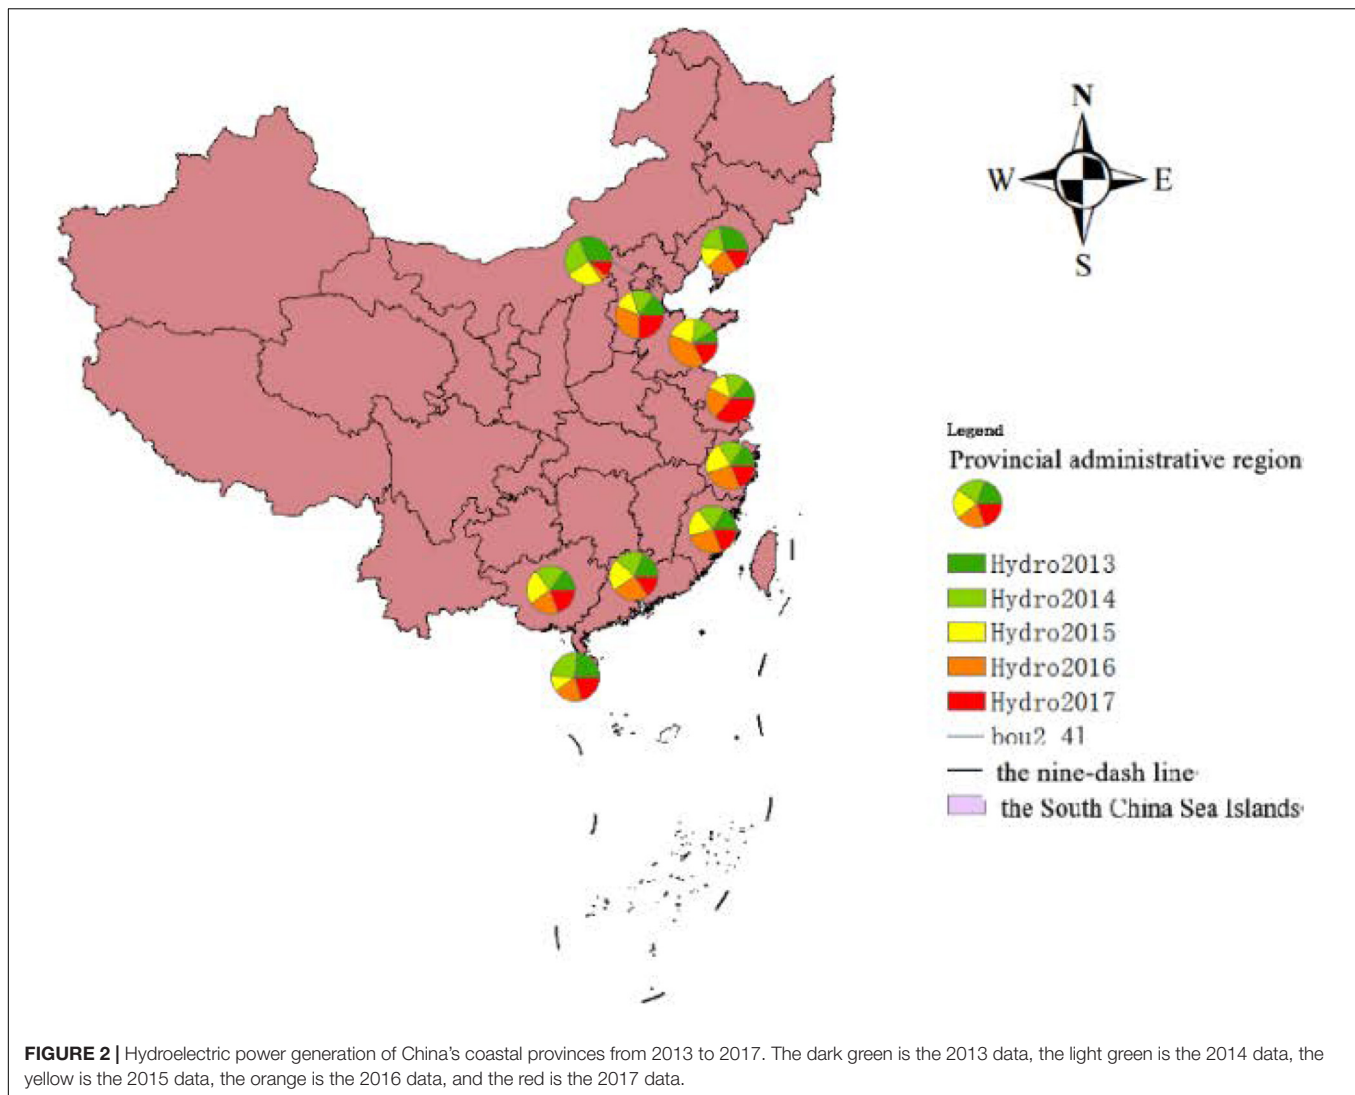 N
W E
S
Legend
Provincial administrative region
Hydro2013
Hydro2014
Hydro2015
Hydro2016
Hydro2017
bou2_4l
the nine-dash line
the South China Sea Islands
FIGURE 2 | Hydroelectric power generation of China's coastal provinces from 2013 to 2017. The dark green is the 2013 data, the light green is the 2014 data, the
yellow is the 2015 data, the orange is the 2016 data, and the red is the 2017 data.